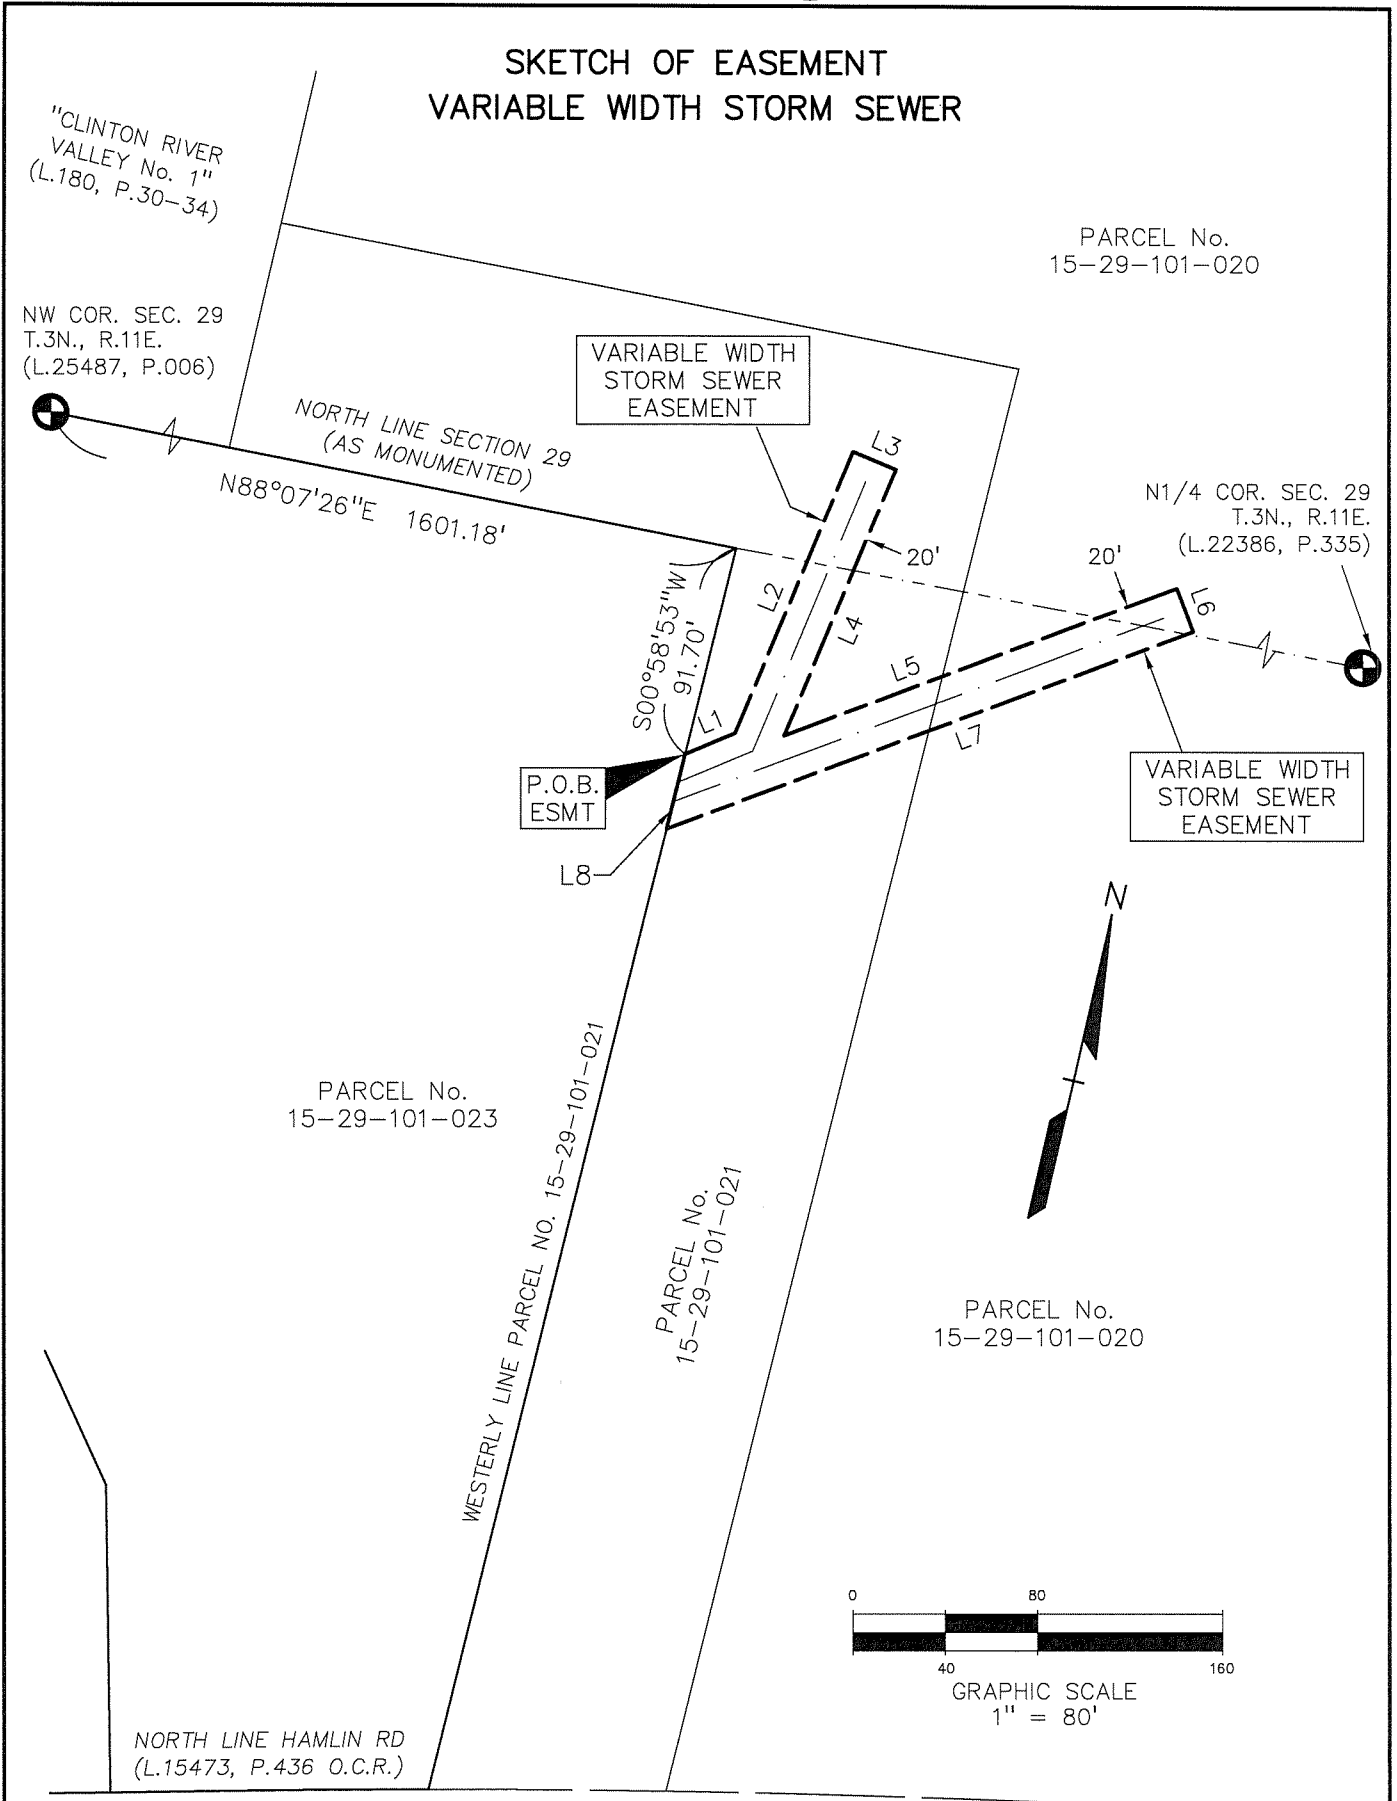 SKETCH OF EASEMENT
VARIABLE WIDTH STORM SEWER
"CLINTON RIVER
VALLEY No. 1"
(L.180, P.30-34)
PARCEL No.
15-29-101-020
NW COR. SEC. 29
T.3N., R.11E.
(L.25487, P.006)
VARIABLE WIDTH
STORM SEWER
EASEMENT
NORTH LINE SECTION 29
(AS MONUMENTED)
N88°07'26"E 1601.18'
L3
N1/4 COR. SEC. 29
T.3N., R.11E.
(L.22386, P.335)
20'
20'
L2
L4
L6
S00°58'53"W
91.70'
L5
L1
L7
P.O.B.
ESMT
VARIABLE WIDTH
STORM SEWER
EASEMENT
L8
N
PARCEL No.
15-29-101-023
WESTERLY LINE PARCEL NO. 15-29-101-021
PARCEL No.
15-29-101-021
PARCEL No.
15-29-101-020
0 80
40 160
GRAPHIC SCALE
1" = 80'
NORTH LINE HAMLIN RD
(L.15473, P.436 O.C.R.)